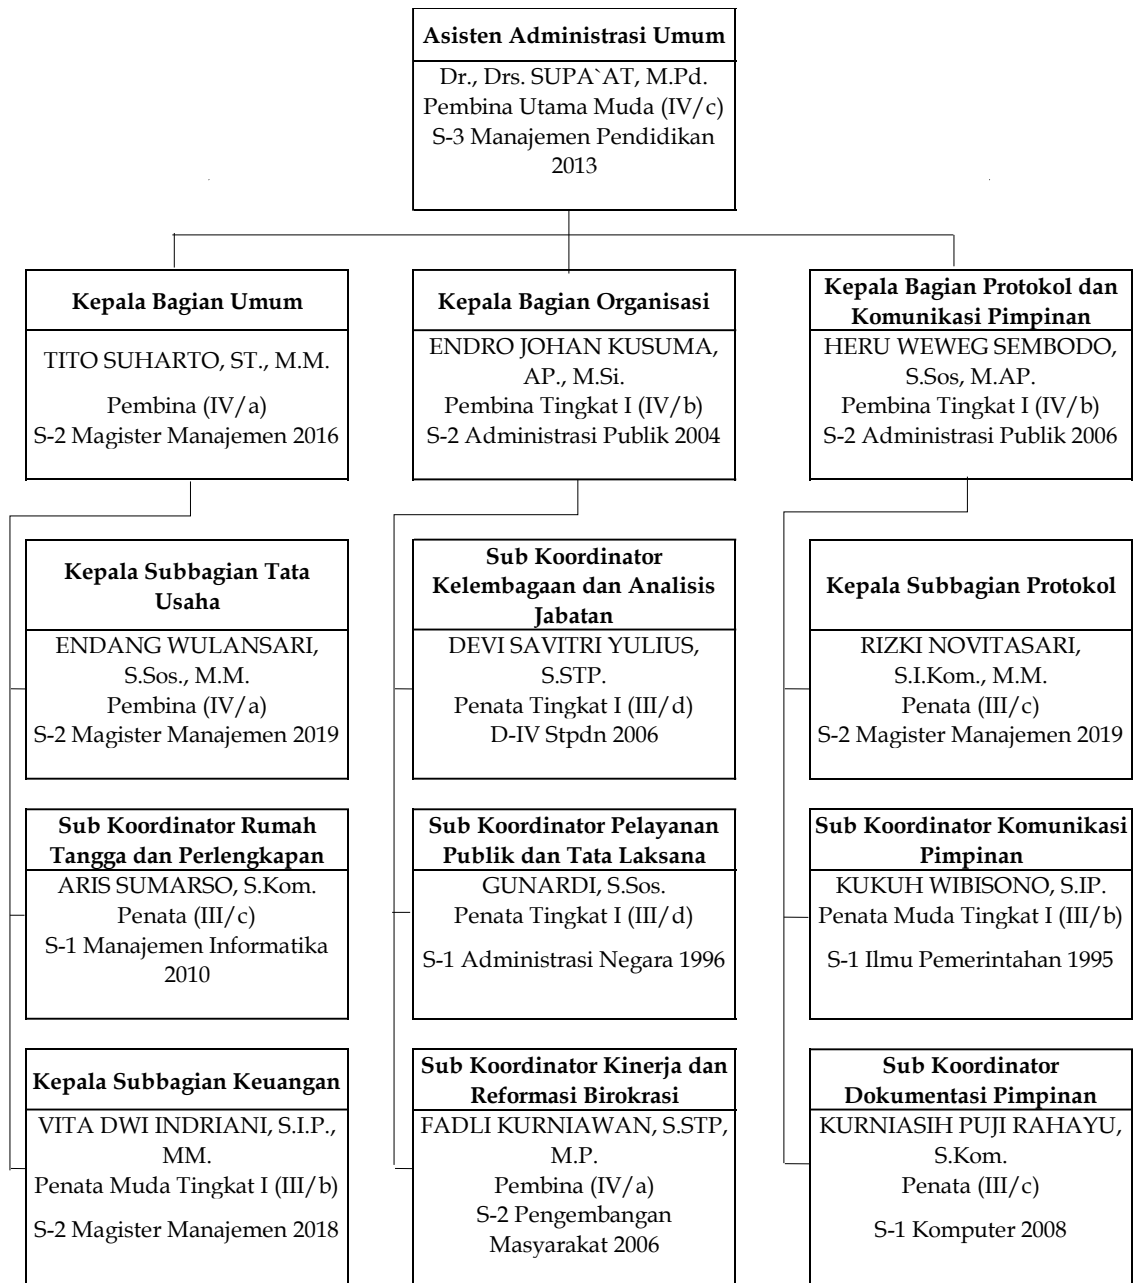 Asisten Administrasi Umum
Dr., Drs. SUPA`AT, M.Pd.
Pembina Utama Muda (IV/c)
S-3 Manajemen Pendidikan
2013
Kepala Bagian Umum
TITO SUHARTO, ST., M.M.
Pembina (IV/a)
S-2 Magister Manajemen 2016
Kepala Bagian Organisasi
ENDRO JOHAN KUSUMA,
AP., M.Si.
Pembina Tingkat I (IV/b)
S-2 Administrasi Publik 2004
Kepala Bagian Protokol dan
Komunikasi Pimpinan
HERU WEWEG SEMBODO,
S.Sos, M.AP.
Pembina Tingkat I (IV/b)
S-2 Administrasi Publik 2006
Kepala Subbagian Tata
Usaha
ENDANG WULANSARI,
S.Sos., M.M.
Pembina (IV/a)
S-2 Magister Manajemen 2019
Sub Koordinator
Kelembagaan dan Analisis
Jabatan
DEVI SAVITRI YULIUS,
S.STP.
Penata Tingkat I (III/d)
D-IV Stpdn 2006
Kepala Subbagian Protokol
RIZKI NOVITASARI,
S.I.Kom., M.M.
Penata (III/c)
S-2 Magister Manajemen 2019
Sub Koordinator Rumah
Tangga dan Perlengkapan
ARIS SUMARSO, S.Kom.
Penata (III/c)
S-1 Manajemen Informatika
2010
Sub Koordinator Pelayanan
Publik dan Tata Laksana
GUNARDI, S.Sos.
Penata Tingkat I (III/d)
S-1 Administrasi Negara 1996
Sub Koordinator Komunikasi
Pimpinan
KUKUH WIBISONO, S.IP.
Penata Muda Tingkat I (III/b)
S-1 Ilmu Pemerintahan 1995
Kepala Subbagian Keuangan
VITA DWI INDRIANI, S.I.P.,
MM.
Penata Muda Tingkat I (III/b)
S-2 Magister Manajemen 2018
Sub Koordinator Kinerja dan
Reformasi Birokrasi
FADLI KURNIAWAN, S.STP,
M.P.
Pembina (IV/a)
S-2 Pengembangan
Masyarakat 2006
Sub Koordinator
Dokumentasi Pimpinan
KURNIASIH PUJI RAHAYU,
S.Kom.
Penata (III/c)
S-1 Komputer 2008